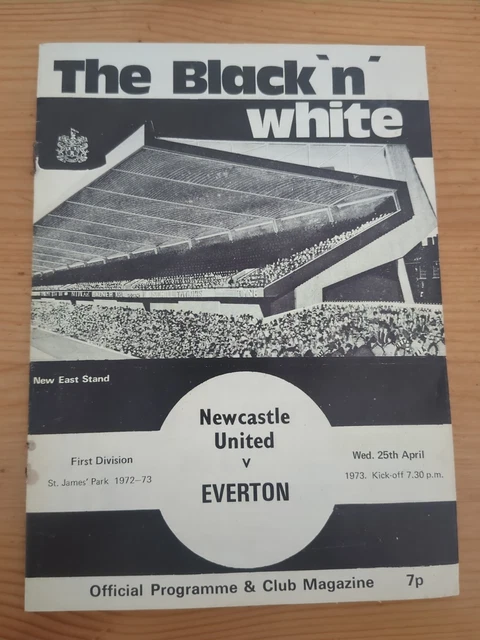 The Black 'n'
white
New East Stand
Newcastle
United
v
EVERTON
First Division
St. James' Park 1972-73
Wed. 25th April
1973. Kick-off 7.30 p.m.
Official Programme & Club Magazine 7p